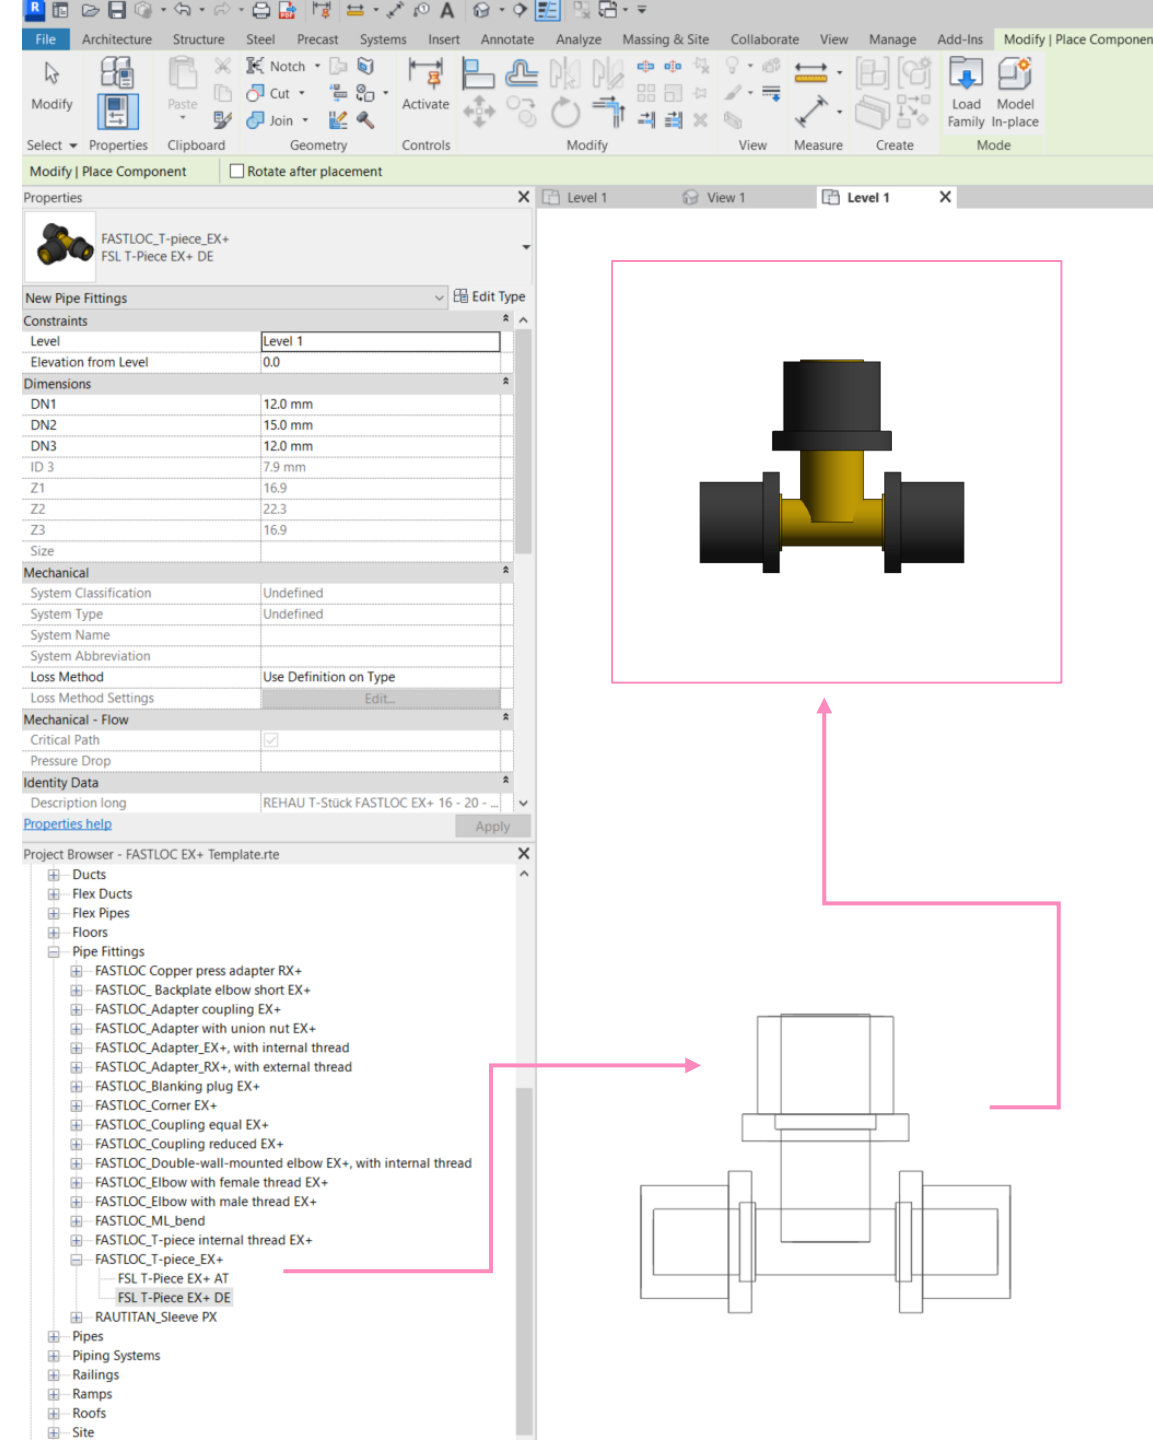 R
File Architecture Structure Steel Precast Systems Insert Annotate Analyze Massing & Site Collaborate View Manage Add-Ins Modify | Place Componen
Modify
Paste
Notch
Cut
Join
Activate
Load Family
Model In-place
Select Properties Clipboard Geometry Controls Modify View Measure Create Mode
Modify | Place Component Rotate after placement
Properties
Level 1 View 1 Level 1
FASTLOC_T-piece_EX+
FSL T-Piece EX+ DE
New Pipe Fittings Edit Type
Constraints
Level Level 1
Elevation from Level 0.0
Dimensions
DN1 12.0 mm
DN2 15.0 mm
DN3 12.0 mm
ID 3 7.9 mm
Z1 16.9
Z2 22.3
Z3 16.9
Size
Mechanical
System Classification Undefined
System Type Undefined
System Name
System Abbreviation
Loss Method Use Definition on Type
Loss Method Settings Edit...
Mechanical - Flow
Critical Path
Pressure Drop
Identity Data
Description long REHAU T-Stück FASTLOC EX+ 16 - 20 - ...
Properties help Apply
Project Browser - FASTLOC EX+ Template.rte
Ducts
Flex Ducts
Flex Pipes
Floors
Pipe Fittings
FASTLOC Copper press adapter RX+
FASTLOC_ Backplate elbow short EX+
FASTLOC_Adapter coupling EX+
FASTLOC_Adapter with union nut EX+
FASTLOC_Adapter_EX+, with internal thread
FASTLOC_Adapter_RX+, with external thread
FASTLOC_Blanking plug EX+
FASTLOC_Corner EX+
FASTLOC_Coupling equal EX+
FASTLOC_Coupling reduced EX+
FASTLOC_Double-wall-mounted elbow EX+, with internal thread
FASTLOC_Elbow with female thread EX+
FASTLOC_Elbow with male thread EX+
FASTLOC_ML_bend
FASTLOC_T-piece internal thread EX+
FASTLOC_T-piece_EX+
FSL T-Piece EX+ AT
FSL T-Piece EX+ DE
RAUTITAN_Sleeve PX
Pipes
Piping Systems
Railings
Ramps
Roofs
Site